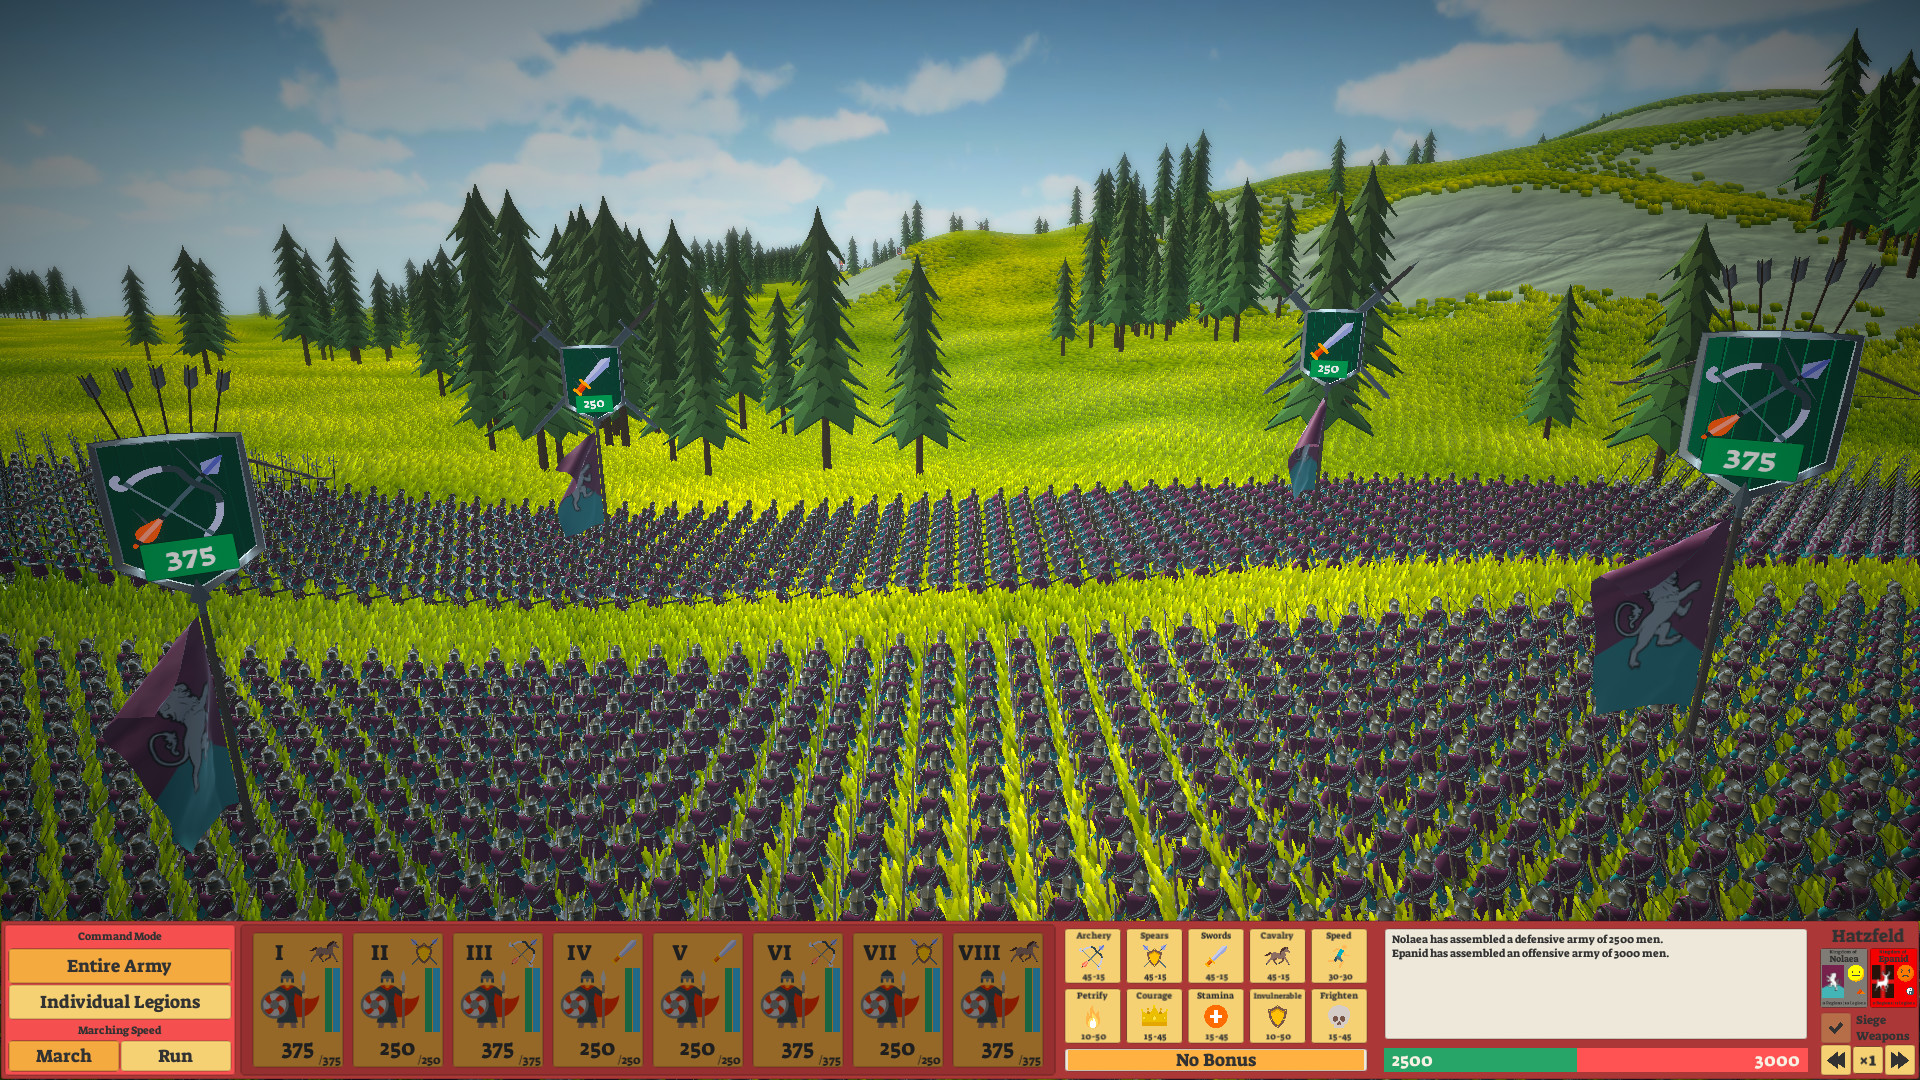 250
250
375
375
Command Mode
Entire Army
Individual Legions
Marching Speed
March
Run
I
375/375
II
250/250
III
375/375
IV
250/250
V
250/250
VI
375/375
VII
250/250
VIII
375/375
Archery
45-15
Spears
45-15
Swords
45-15
Cavalry
45-15
Speed
30-30
Petrify
10-50
Courage
15-45
Stamina
15-45
Invulnerable
10-50
Frighten
15-45
No Bonus
Nolaea has assembled a defensive army of 2500 men.
Epanid has assembled an offensive army of 3000 men.
2500
3000
Hatzfeld
Nolaea
Epanid
Siege
Weapons
×1